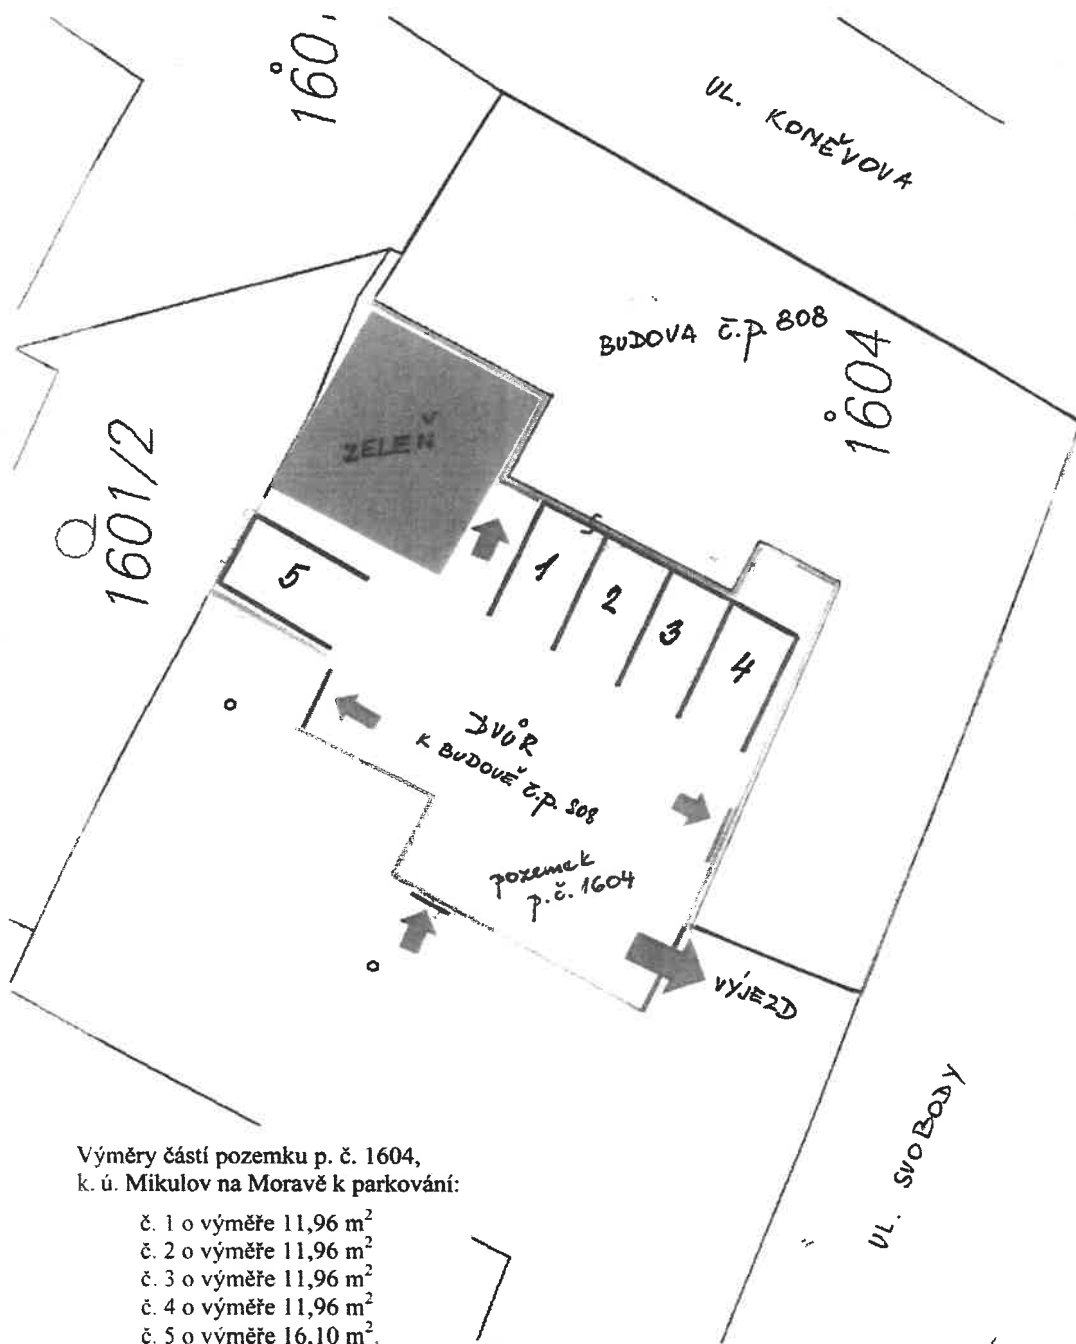 UL. KONĚVOVA
BUDOVA č.p. 808
1604
ZELEŇ
1601/2
1
2
3
4
5
DVŮR
K BUDOVĚ č.p. 808
pozemek
p.č. 1604
VÝJEZD
UL. SVOBODY
Výměry částí pozemku p. č. 1604,
k. ú. Mikulov na Moravě k parkování:
č. 1 o výměře 11,96 m²
č. 2 o výměře 11,96 m²
č. 3 o výměře 11,96 m²
č. 4 o výměře 11,96 m²
č. 5 o výměře 16,10 m².